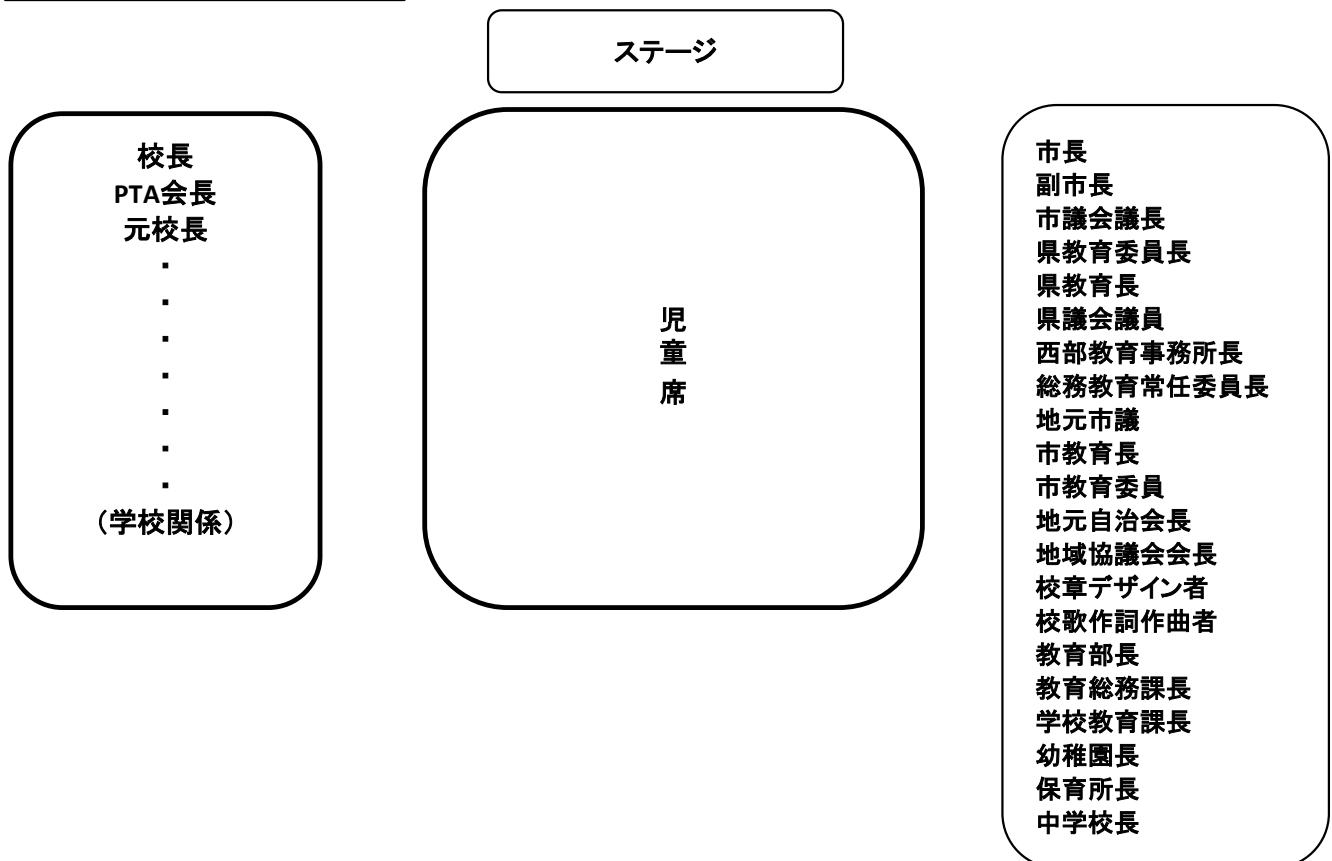 ステージ
校長
PTA会長
元校長
・
・
・
・
・
・
・
（学校関係）
児
童
席
市長
副市長
市議会議長
県教育委員長
県教育長
県議会議員
西部教育事務所長
総務教育常任委員長
地元市議
市教育長
市教育委員
地元自治会長
地域協議会会長
校章デザイン者
校歌作詞作曲者
教育部長
教育総務課長
学校教育課長
幼稚園長
保育所長
中学校長